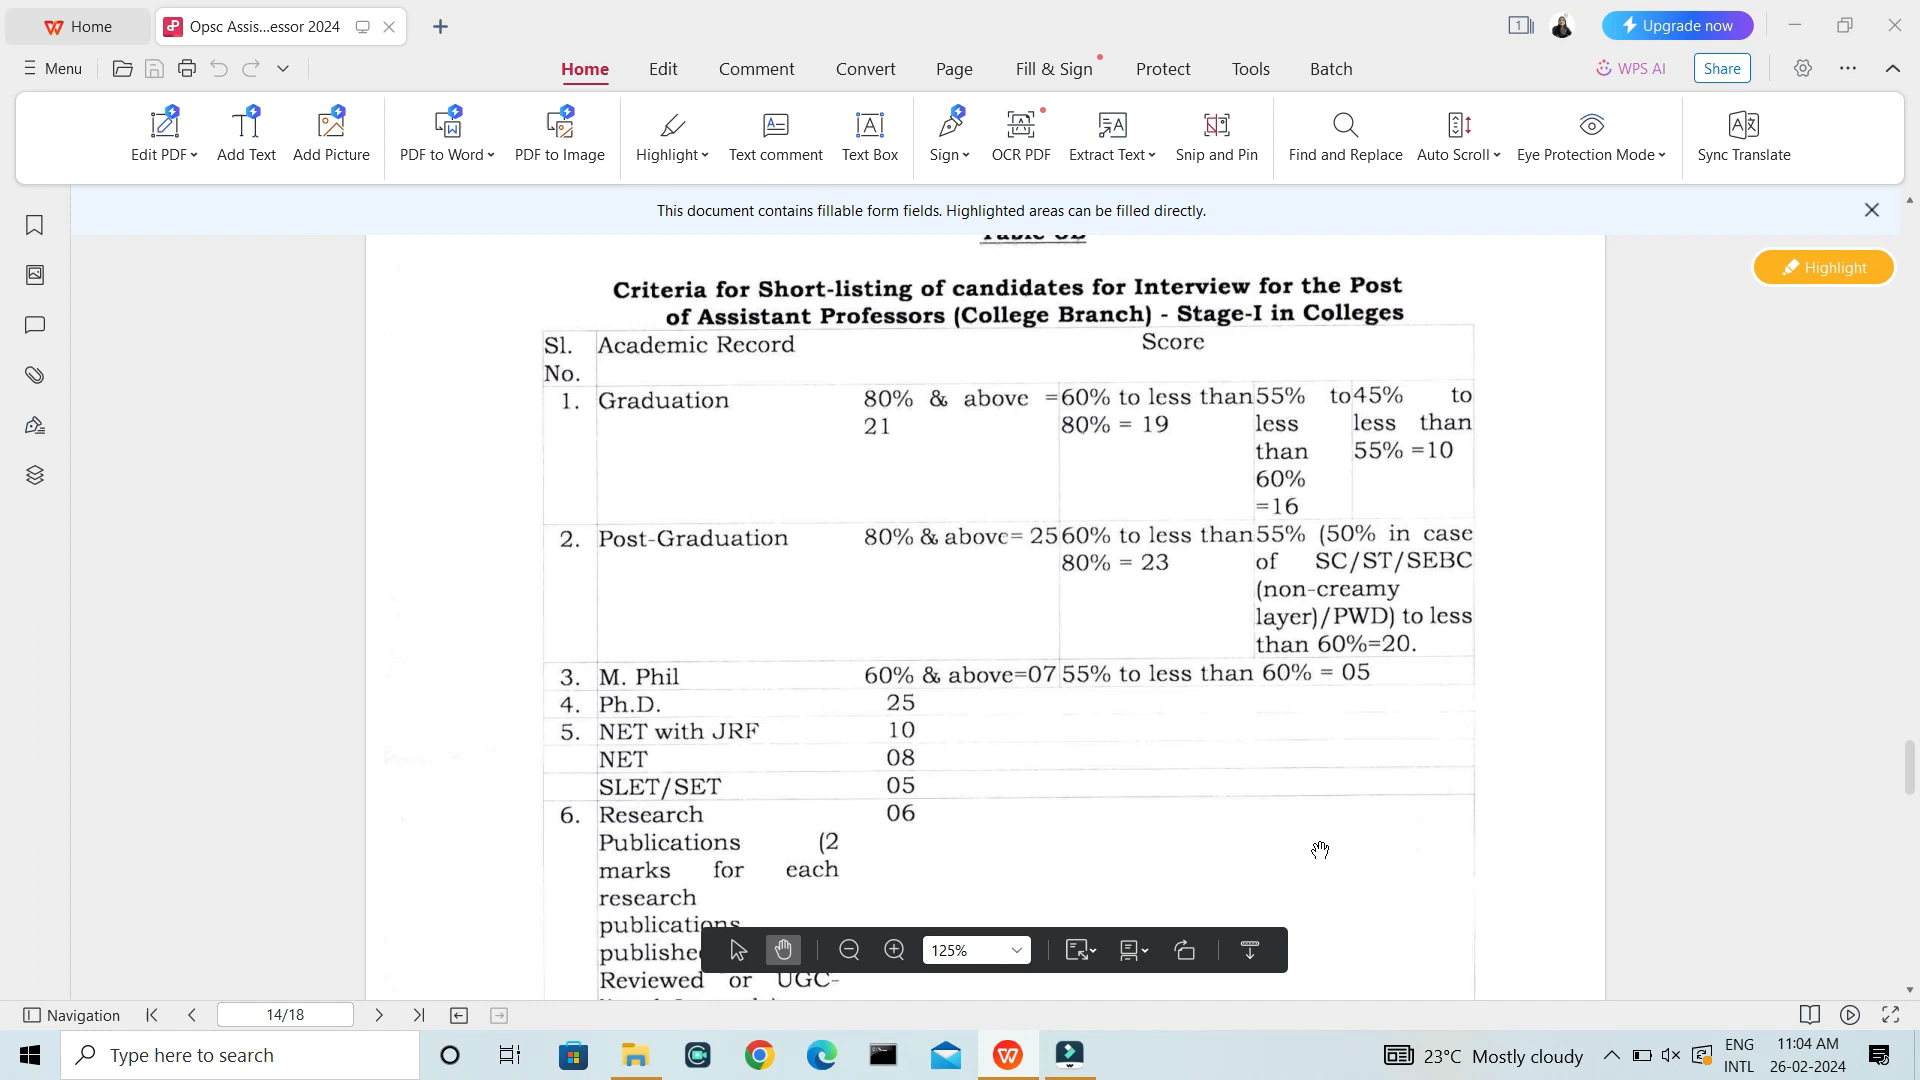 Home
Opsc Assis...essor 2024
1
Upgrade now
Menu
Home Edit Comment Convert Page Fill & Sign Protect Tools Batch
WPS AI
Share
Edit PDF Add Text Add Picture PDF to Word PDF to Image Highlight Text comment Text Box Sign OCR PDF Extract Text Snip and Pin Find and Replace Auto Scroll Eye Protection Mode Sync Translate
This document contains fillable form fields. Highlighted areas can be filled directly.
Highlight
Criteria for Short-listing of candidates for Interview for the Post
of Assistant Professors (College Branch) - Stage-I in Colleges
Sl. Academic Record Score
No.
1. Graduation 80% & above = 60% to less than 55% to 45% to
21 80% = 19 less less than
than 55% =10
60%
=16
2. Post-Graduation 80% & above= 25 60% to less than 55% (50% in case
80% = 23 of SC/ST/SEBC
(non-creamy
layer)/PWD) to less
than 60%=20.
3. M. Phil 60% & above=07 55% to less than 60% = 05
4. Ph.D. 25
5. NET with JRF 10
NET 08
SLET/SET 05
6. Research 06
Publications (2
marks for each
research
publications
Reviewed or UGC-
125%
Navigation
14/18
Type here to search
23°C Mostly cloudy
ENG
INTL
11:04 AM
26-02-2024